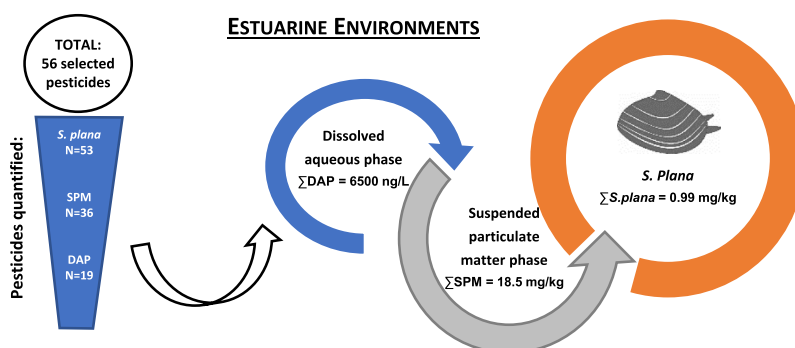 ESTUARINE ENVIRONMENTS
TOTAL:
56 selected
pesticides
Pesticides quantified:
S. plana
N=53
SPM
N=36
DAP
N=19
Dissolved
aqueous phase
∑DAP = 6500 ng/L
Suspended
particulate
matter phase
∑SPM = 18.5 mg/kg
S. Plana
∑S.plana = 0.99 mg/kg